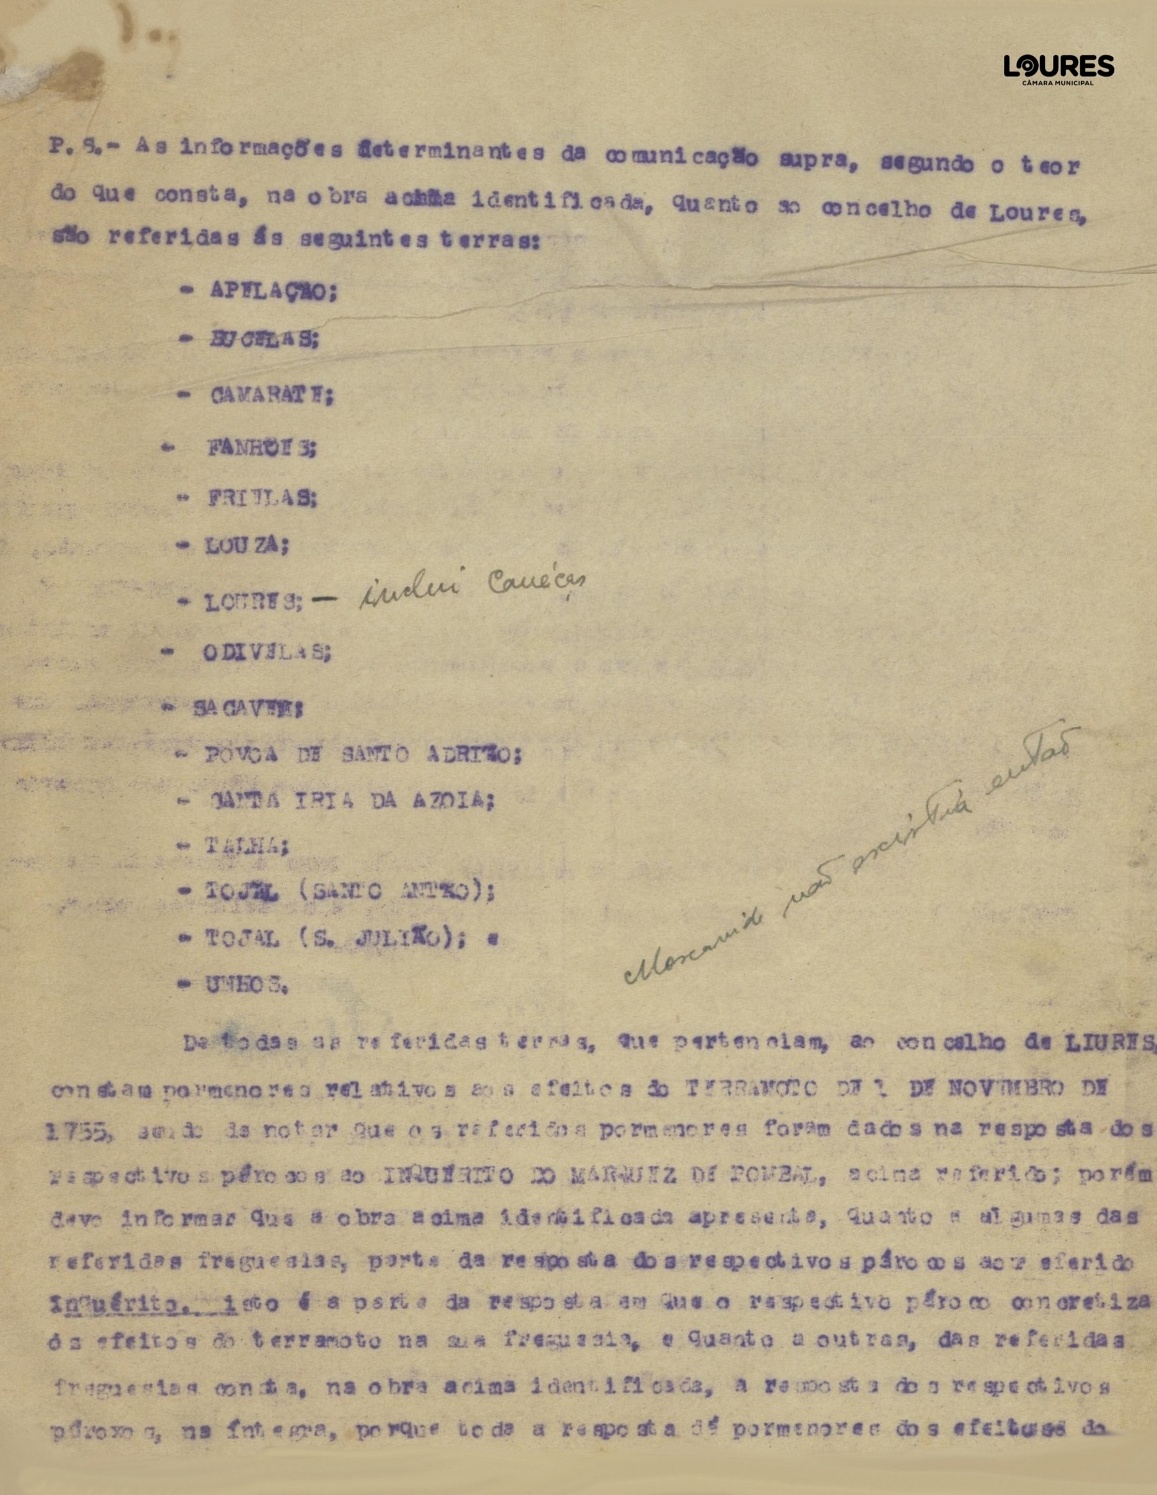 LOURES
CÂMARA MUNICIPAL
P. S.- As informações determinantes da comunicação supra, segundo o teor
do que consta, na obra acima identificada, quanto ao concelho de Loures,
são referidas ás seguintes terras:
- APELAÇÃO;
- BUCELAS;
- CAMARATE;
- FANHÕES;
- FRIELAS;
- LOUZA;
- LOURES; — inclui Caneças
- ODIVELAS;
- SACAVEM;
- POVOA DE SANTO ADRIÃO;
- SANTA IRIA DA AZOIA;
- TALHA;
- TOJAL (SANTO ANTÃO);
- TOJAL (S. JULIÃO); e
- UNHOS.
Moscavide não existia então
De todas as referidas terras, que pertenciam, ao concelho de LIURES,
constam pormenores relativos aos efeitos do TERRAMOTO DE 1 DE NOVEMBRO DE
1755, sendo de notar que os referidos pormenores foram dados na resposta dos
respectivos párocos ao INQUÉRITO DO MARQUEZ DE POMBAL, acima referido; porém
devo informar que a obra acima identificada apresenta, quanto a algumas das
referidas freguesias, parte da resposta dos respectivos párocos ao referido
Inquérito, isto é a parte da resposta em que o respectivo pároco concretiza
ós efeitos do terramoto na sua freguesia, e quanto a outras, das referidas
freguesias consta, na obra acima identificada, a resposta dos respectivos
pároxos, na íntegra, porque toda a resposta dá pormenores dos efeitos do